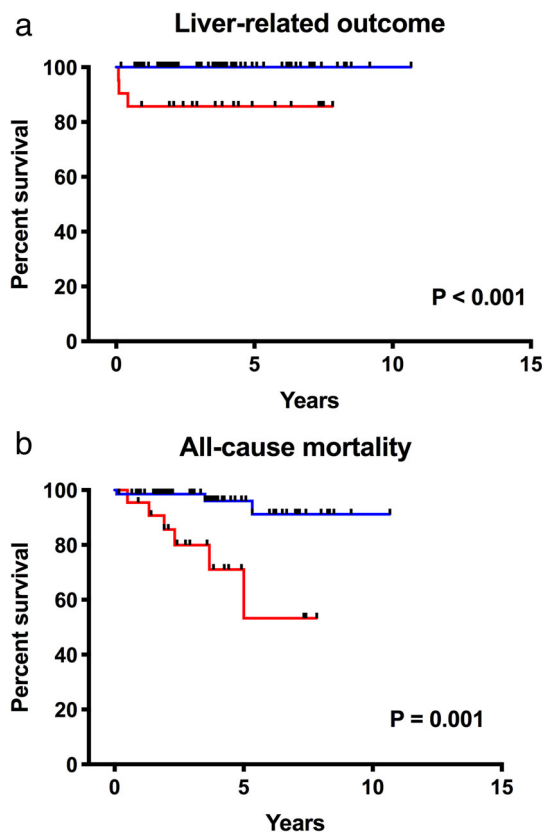 a
Liver-related outcome
Percent survival
100
80
60
40
20
0
P < 0.001
0 5 10 15
Years
b
All-cause mortality
Percent survival
100
80
60
40
20
0
P = 0.001
0 5 10 15
Years